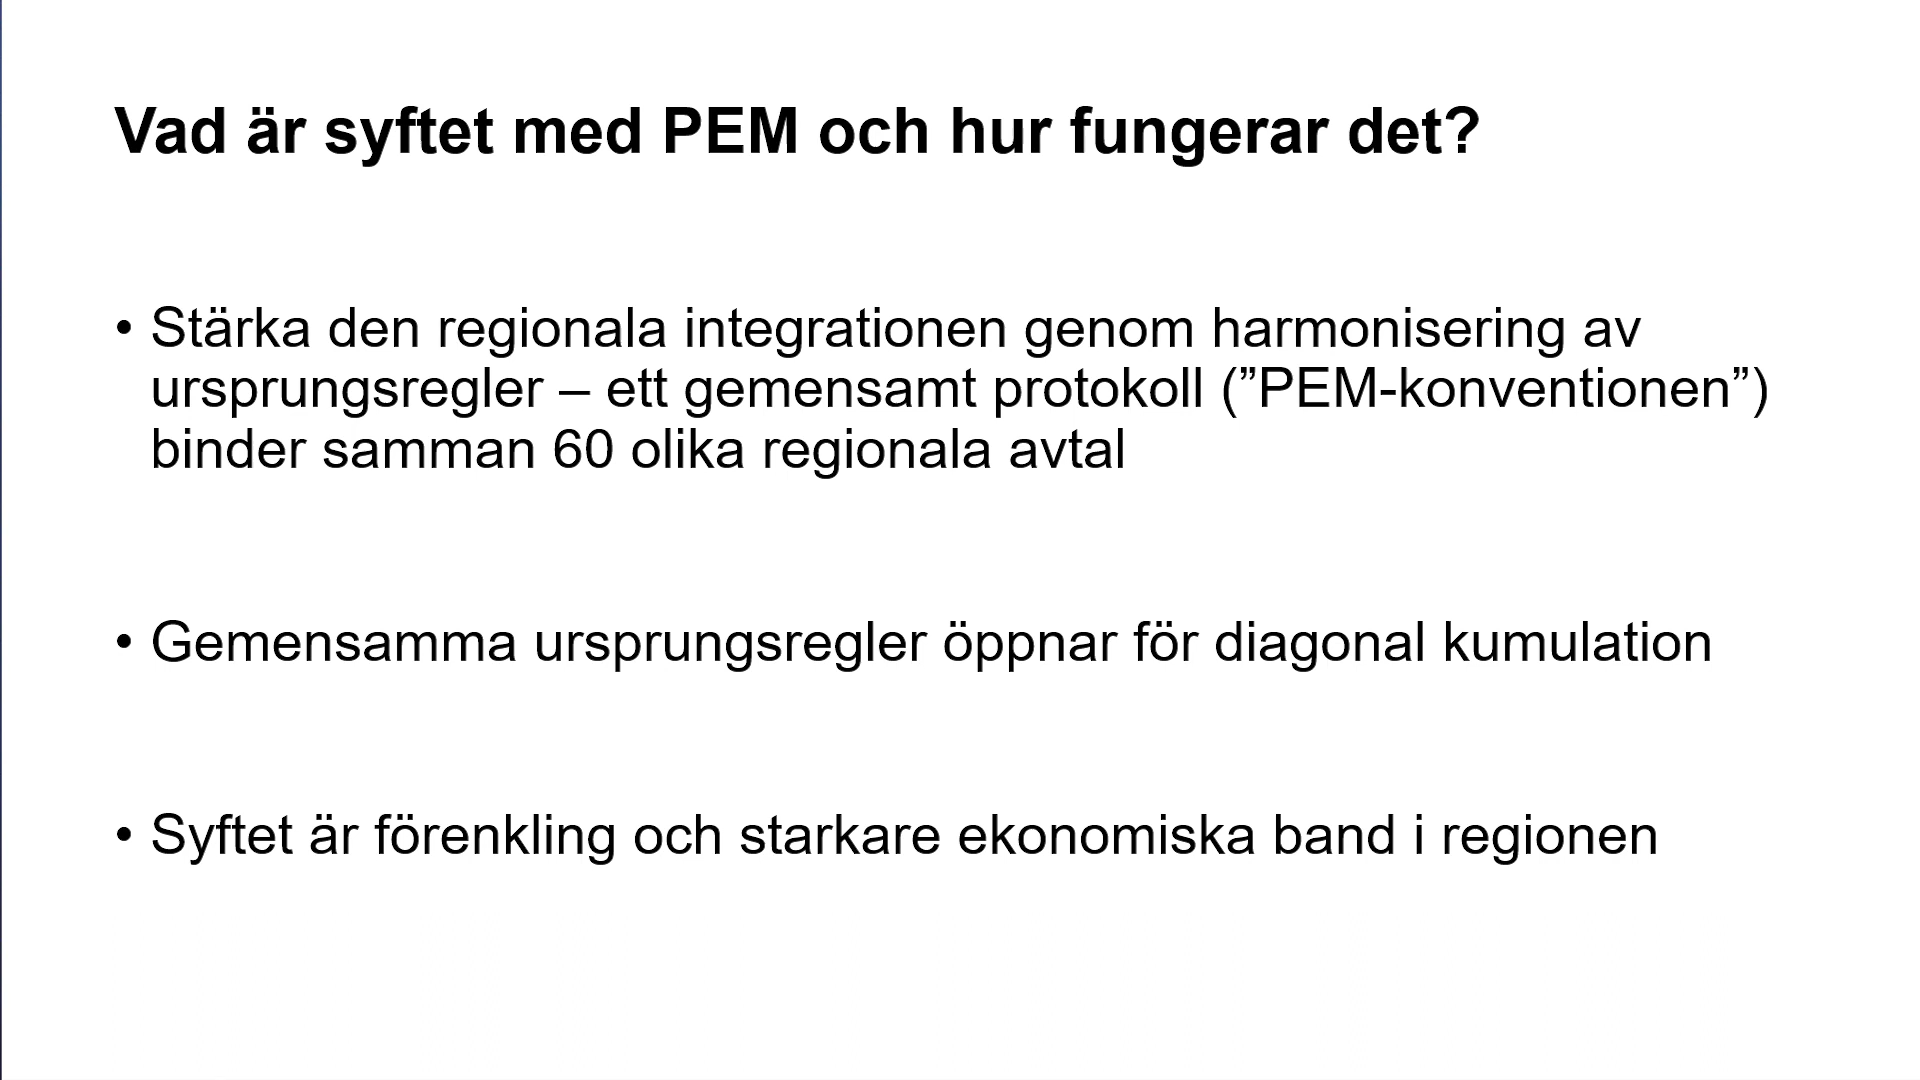 Vad är syftet med PEM och hur fungerar det?
• Stärka den regionala integrationen genom harmonisering av
ursprungsregler – ett gemensamt protokoll (”PEM-konventionen”)
binder samman 60 olika regionala avtal
• Gemensamma ursprungsregler öppnar för diagonal kumulation
• Syftet är förenkling och starkare ekonomiska band i regionen